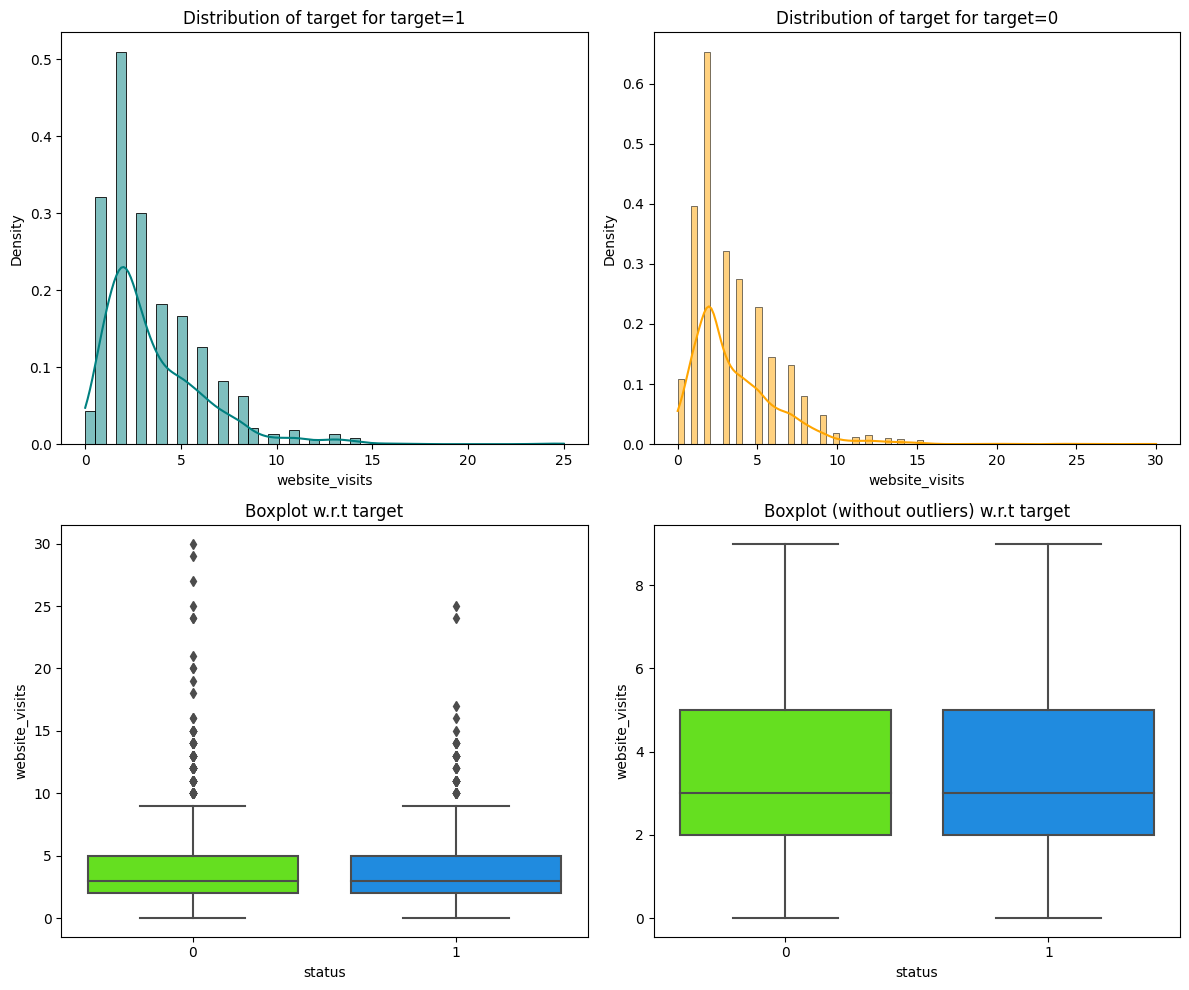 Distribution of target for target=1
Distribution of target for target=0
0.5
0.4
0.3
0.2
0.1
0.0
Density
0 5 10 15 20 25
website_visits
0.6
0.5
0.4
0.3
0.2
0.1
0.0
Density
0 5 10 15 20 25 30
website_visits
Boxplot w.r.t target
Boxplot (without outliers) w.r.t target
30
25
20
15
10
5
0
website_visits
0 1
status
8
6
4
2
0
website_visits
0 1
status